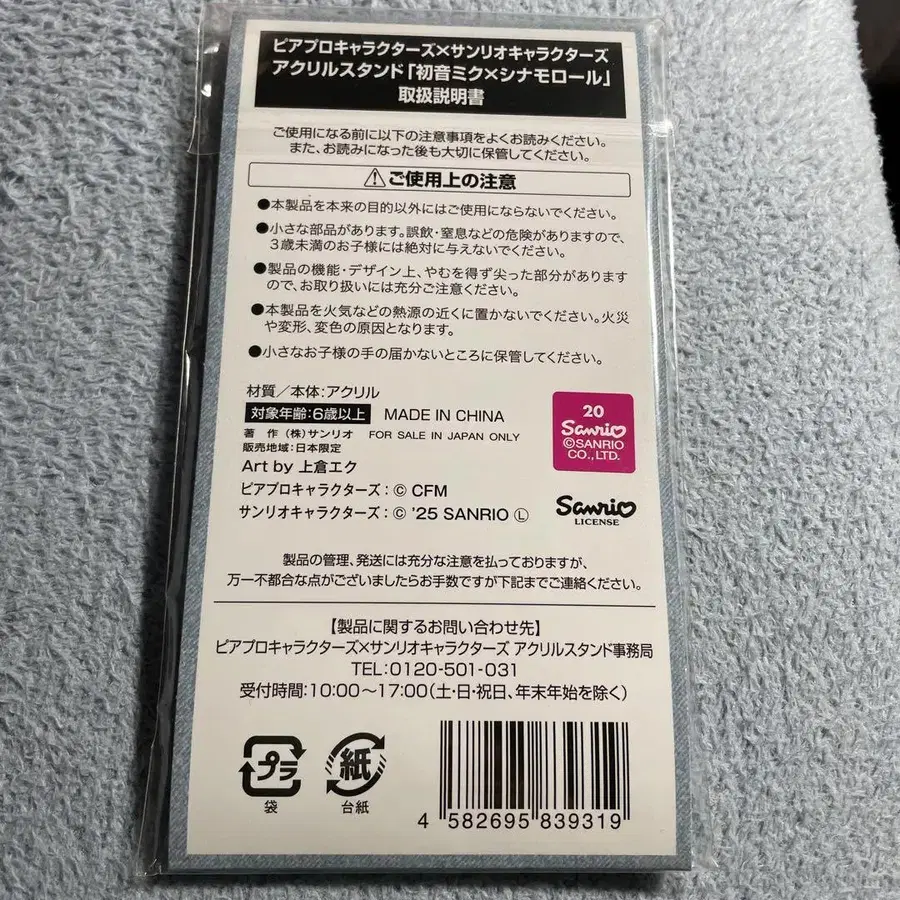 ピアプロキャラクターズ×サンリオキャラクターズ
アクリルスタンド「初音ミク×シナモロール」
取扱説明書
ご使用になる前に以下の注意事項をよくお読みください。
また、お読みになった後も大切に保管してください。
⚠ご使用上の注意
●本製品を本来の目的以外にはご使用にならないでください。
●小さな部品があります。誤飲・窒息などの危険がありますので、
3歳未満のお子様には絶対に与えないでください。
●製品の機能・デザイン上、やむを得ず尖った部分があります
ので、お取り扱いには充分ご注意ください。
●本製品を火気などの熱源の近くに置かないでください。火災
や変形、変色の原因となります。
●小さなお子様の手の届かないところに保管してください。
材質／本体：アクリル
対象年齢：6歳以上 MADE IN CHINA
著 作 (株)サンリオ FOR SALE IN JAPAN ONLY
販売地域：日本限定
Art by 上倉エク
ピアプロキャラクターズ：© CFM
サンリオキャラクターズ：© '25 SANRIO Ⓛ
20
Sanrio
©SANRIO
CO., LTD.
Sanrio
LICENSE
製品の管理、発送には充分な注意を払っておりますが、
万一不都合な点がございましたらお手数ですが下記までご連絡ください。
【製品に関するお問い合わせ先】
ピアプロキャラクターズ×サンリオキャラクターズ アクリルスタンド事務局
TEL:0120-501-031
受付時間：10:00～17:00(土・日・祝日、年末年始を除く)
プラ
袋
紙
台紙
4 582695 839319